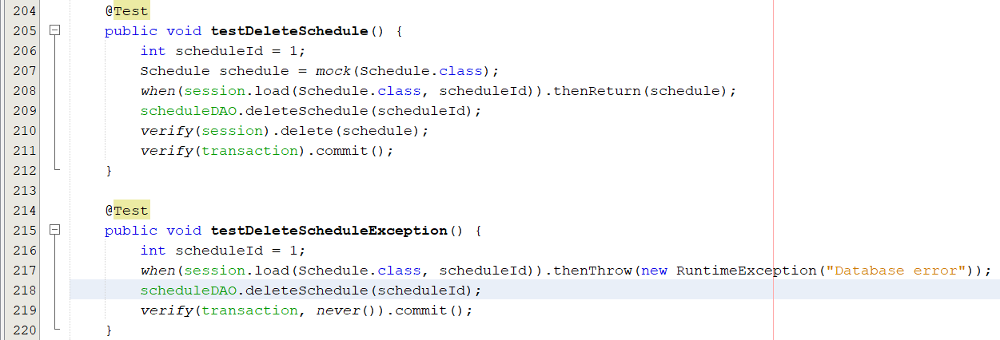 204 @Test
205 public void testDeleteSchedule() {
206 int scheduleId = 1;
207 Schedule schedule = mock(Schedule.class);
208 when(session.load(Schedule.class, scheduleId)).thenReturn(schedule);
209 scheduleDAO.deleteSchedule(scheduleId);
210 verify(session).delete(schedule);
211 verify(transaction).commit();
212 }
213
214 @Test
215 public void testDeleteScheduleException() {
216 int scheduleId = 1;
217 when(session.load(Schedule.class, scheduleId)).thenThrow(new RuntimeException("Database error"));
218 scheduleDAO.deleteSchedule(scheduleId);
219 verify(transaction, never()).commit();
220 }